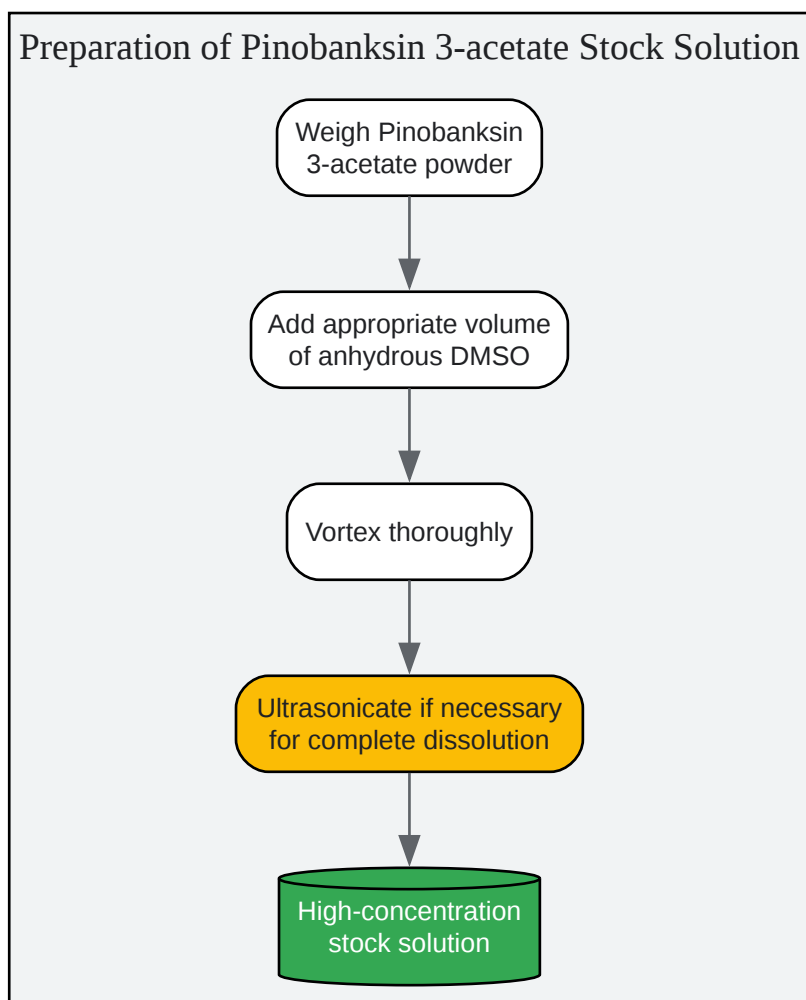 Preparation of Pinobanksin 3-acetate Stock Solution
Weigh Pinobanksin
3-acetate powder
Add appropriate volume
of anhydrous DMSO
Vortex thoroughly
Ultrasonicate if necessary
for complete dissolution
High-concentration
stock solution